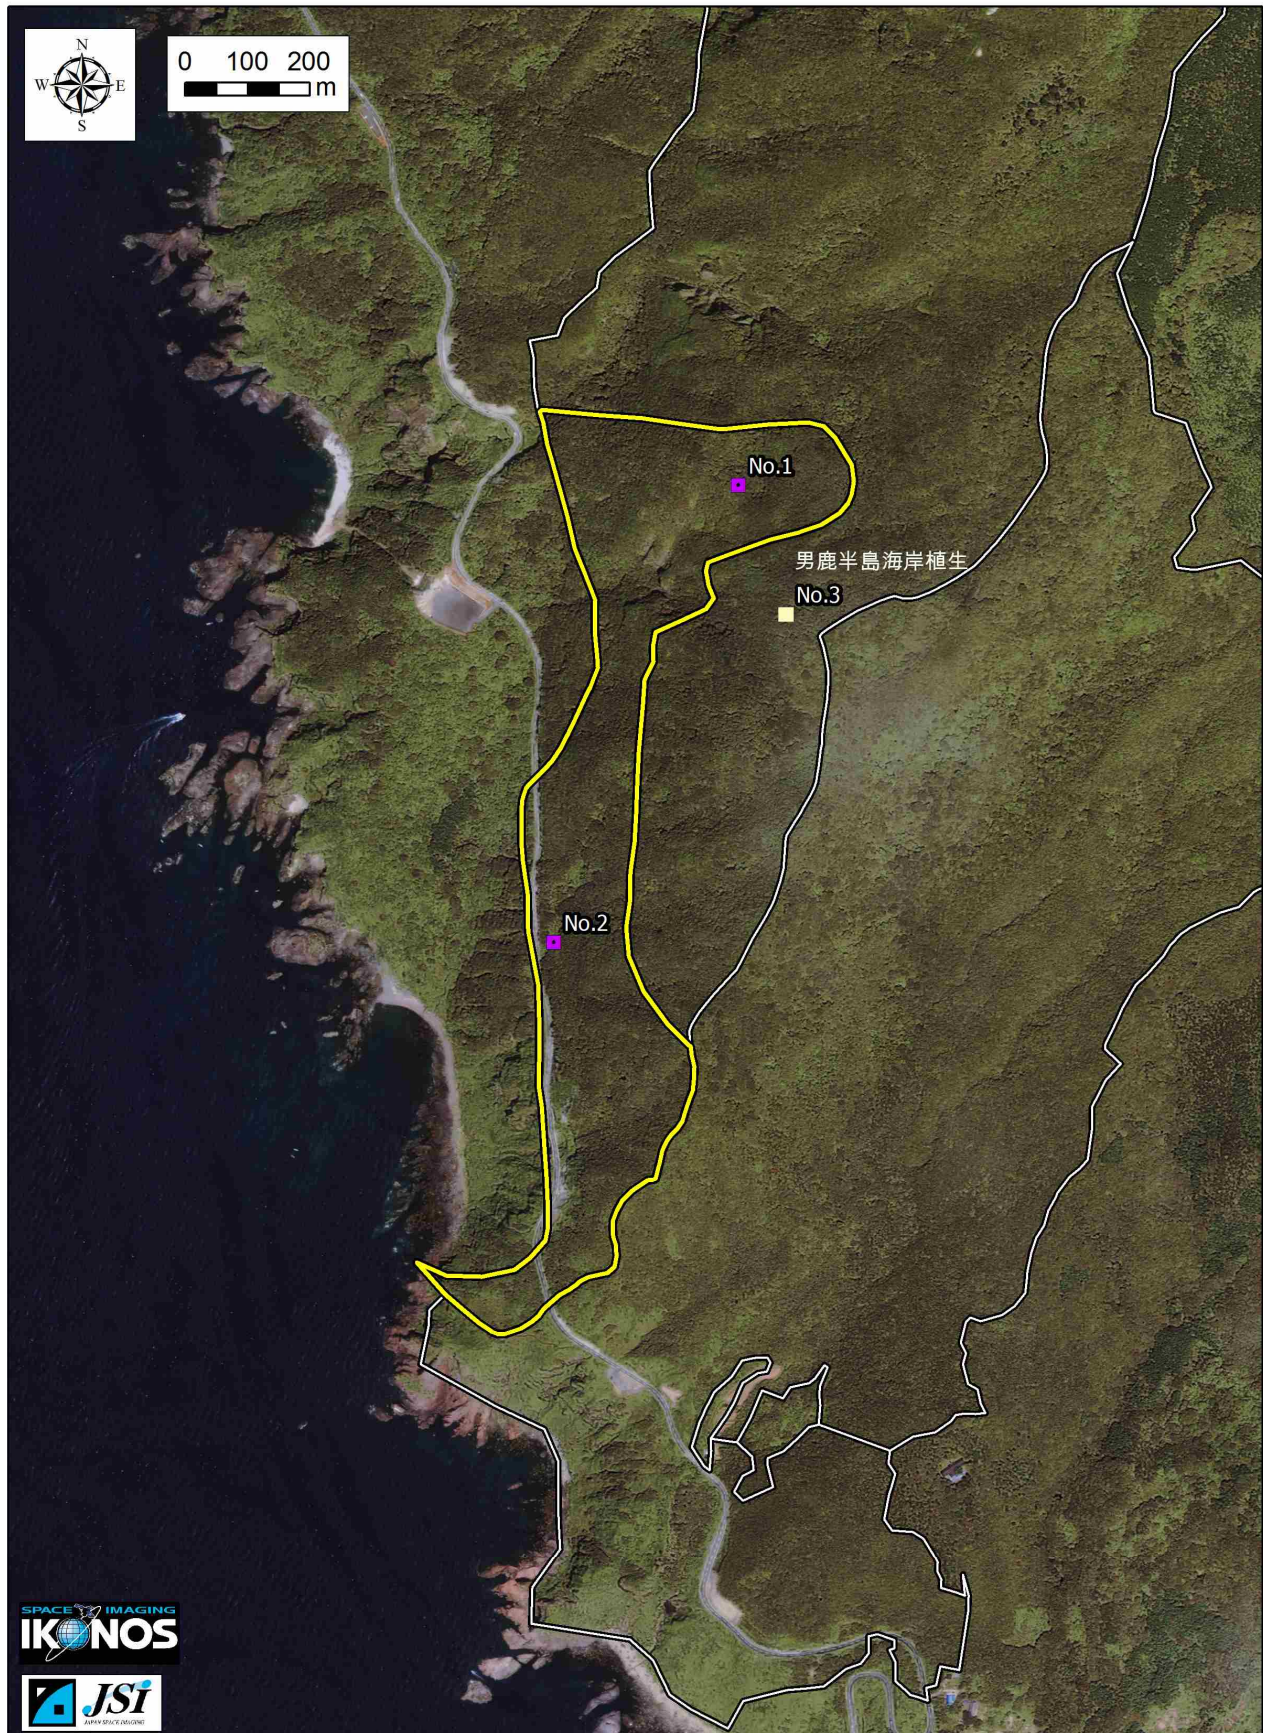 N
W E
S
0 100 200
m
No.1
男鹿半島海岸植生
No.3
No.2
SPACE IMAGING
IKONOS
JSi
JAPAN SPACE IMAGING